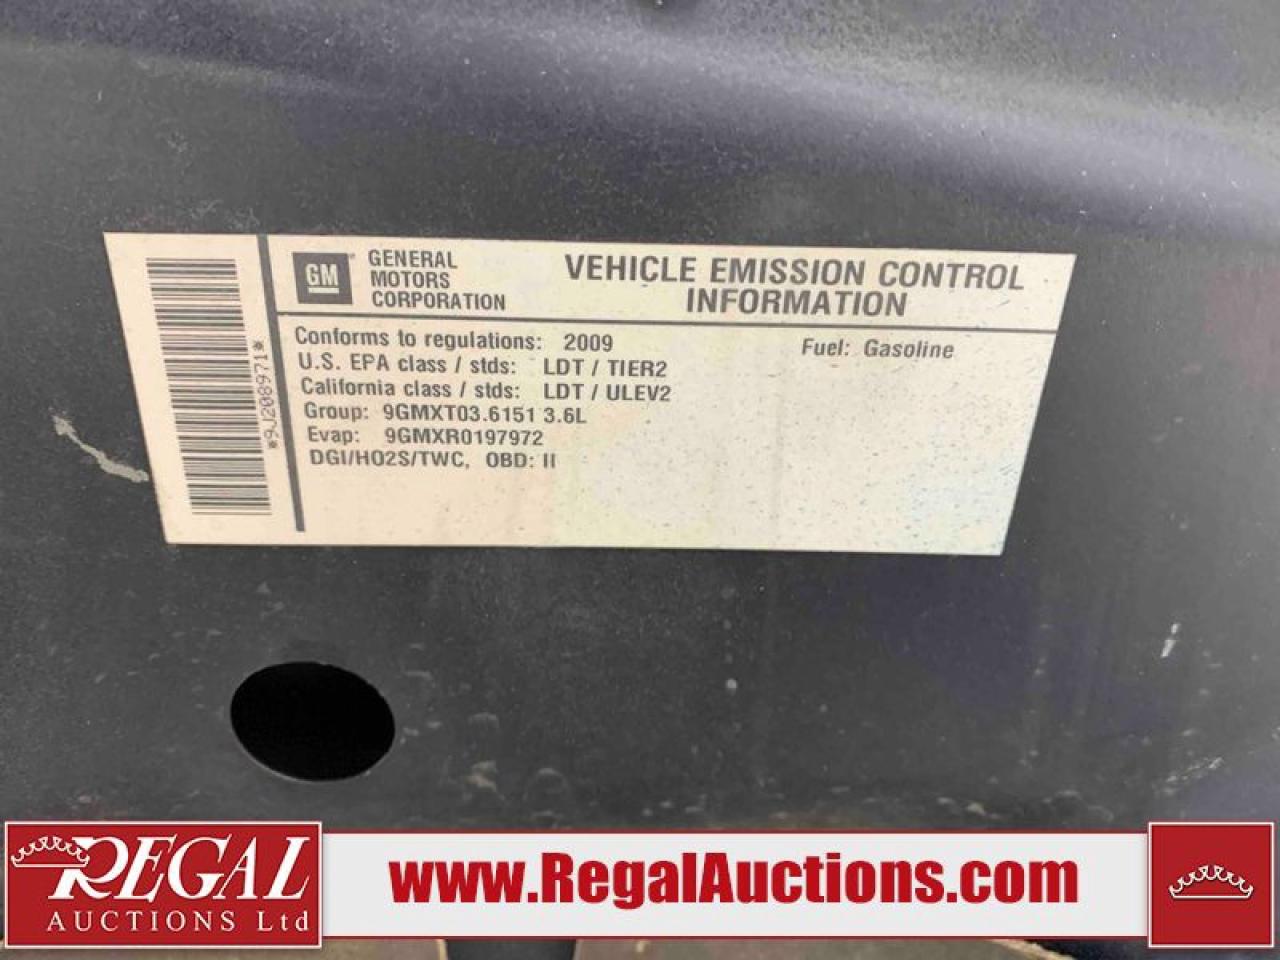 GM
GENERAL
MOTORS
CORPORATION
VEHICLE EMISSION CONTROL
INFORMATION
Conforms to regulations: 2009
Fuel: Gasoline
U.S. EPA class / stds: LDT / TIER2
California class / stds: LDT / ULEV2
Group: 9GMXT03.6151 3.6L
Evap: 9GMXR0197972
DGI/HO2S/TWC, OBD: II
*9J208971*
REGAL
AUCTIONS Ltd
www.RegalAuctions.com